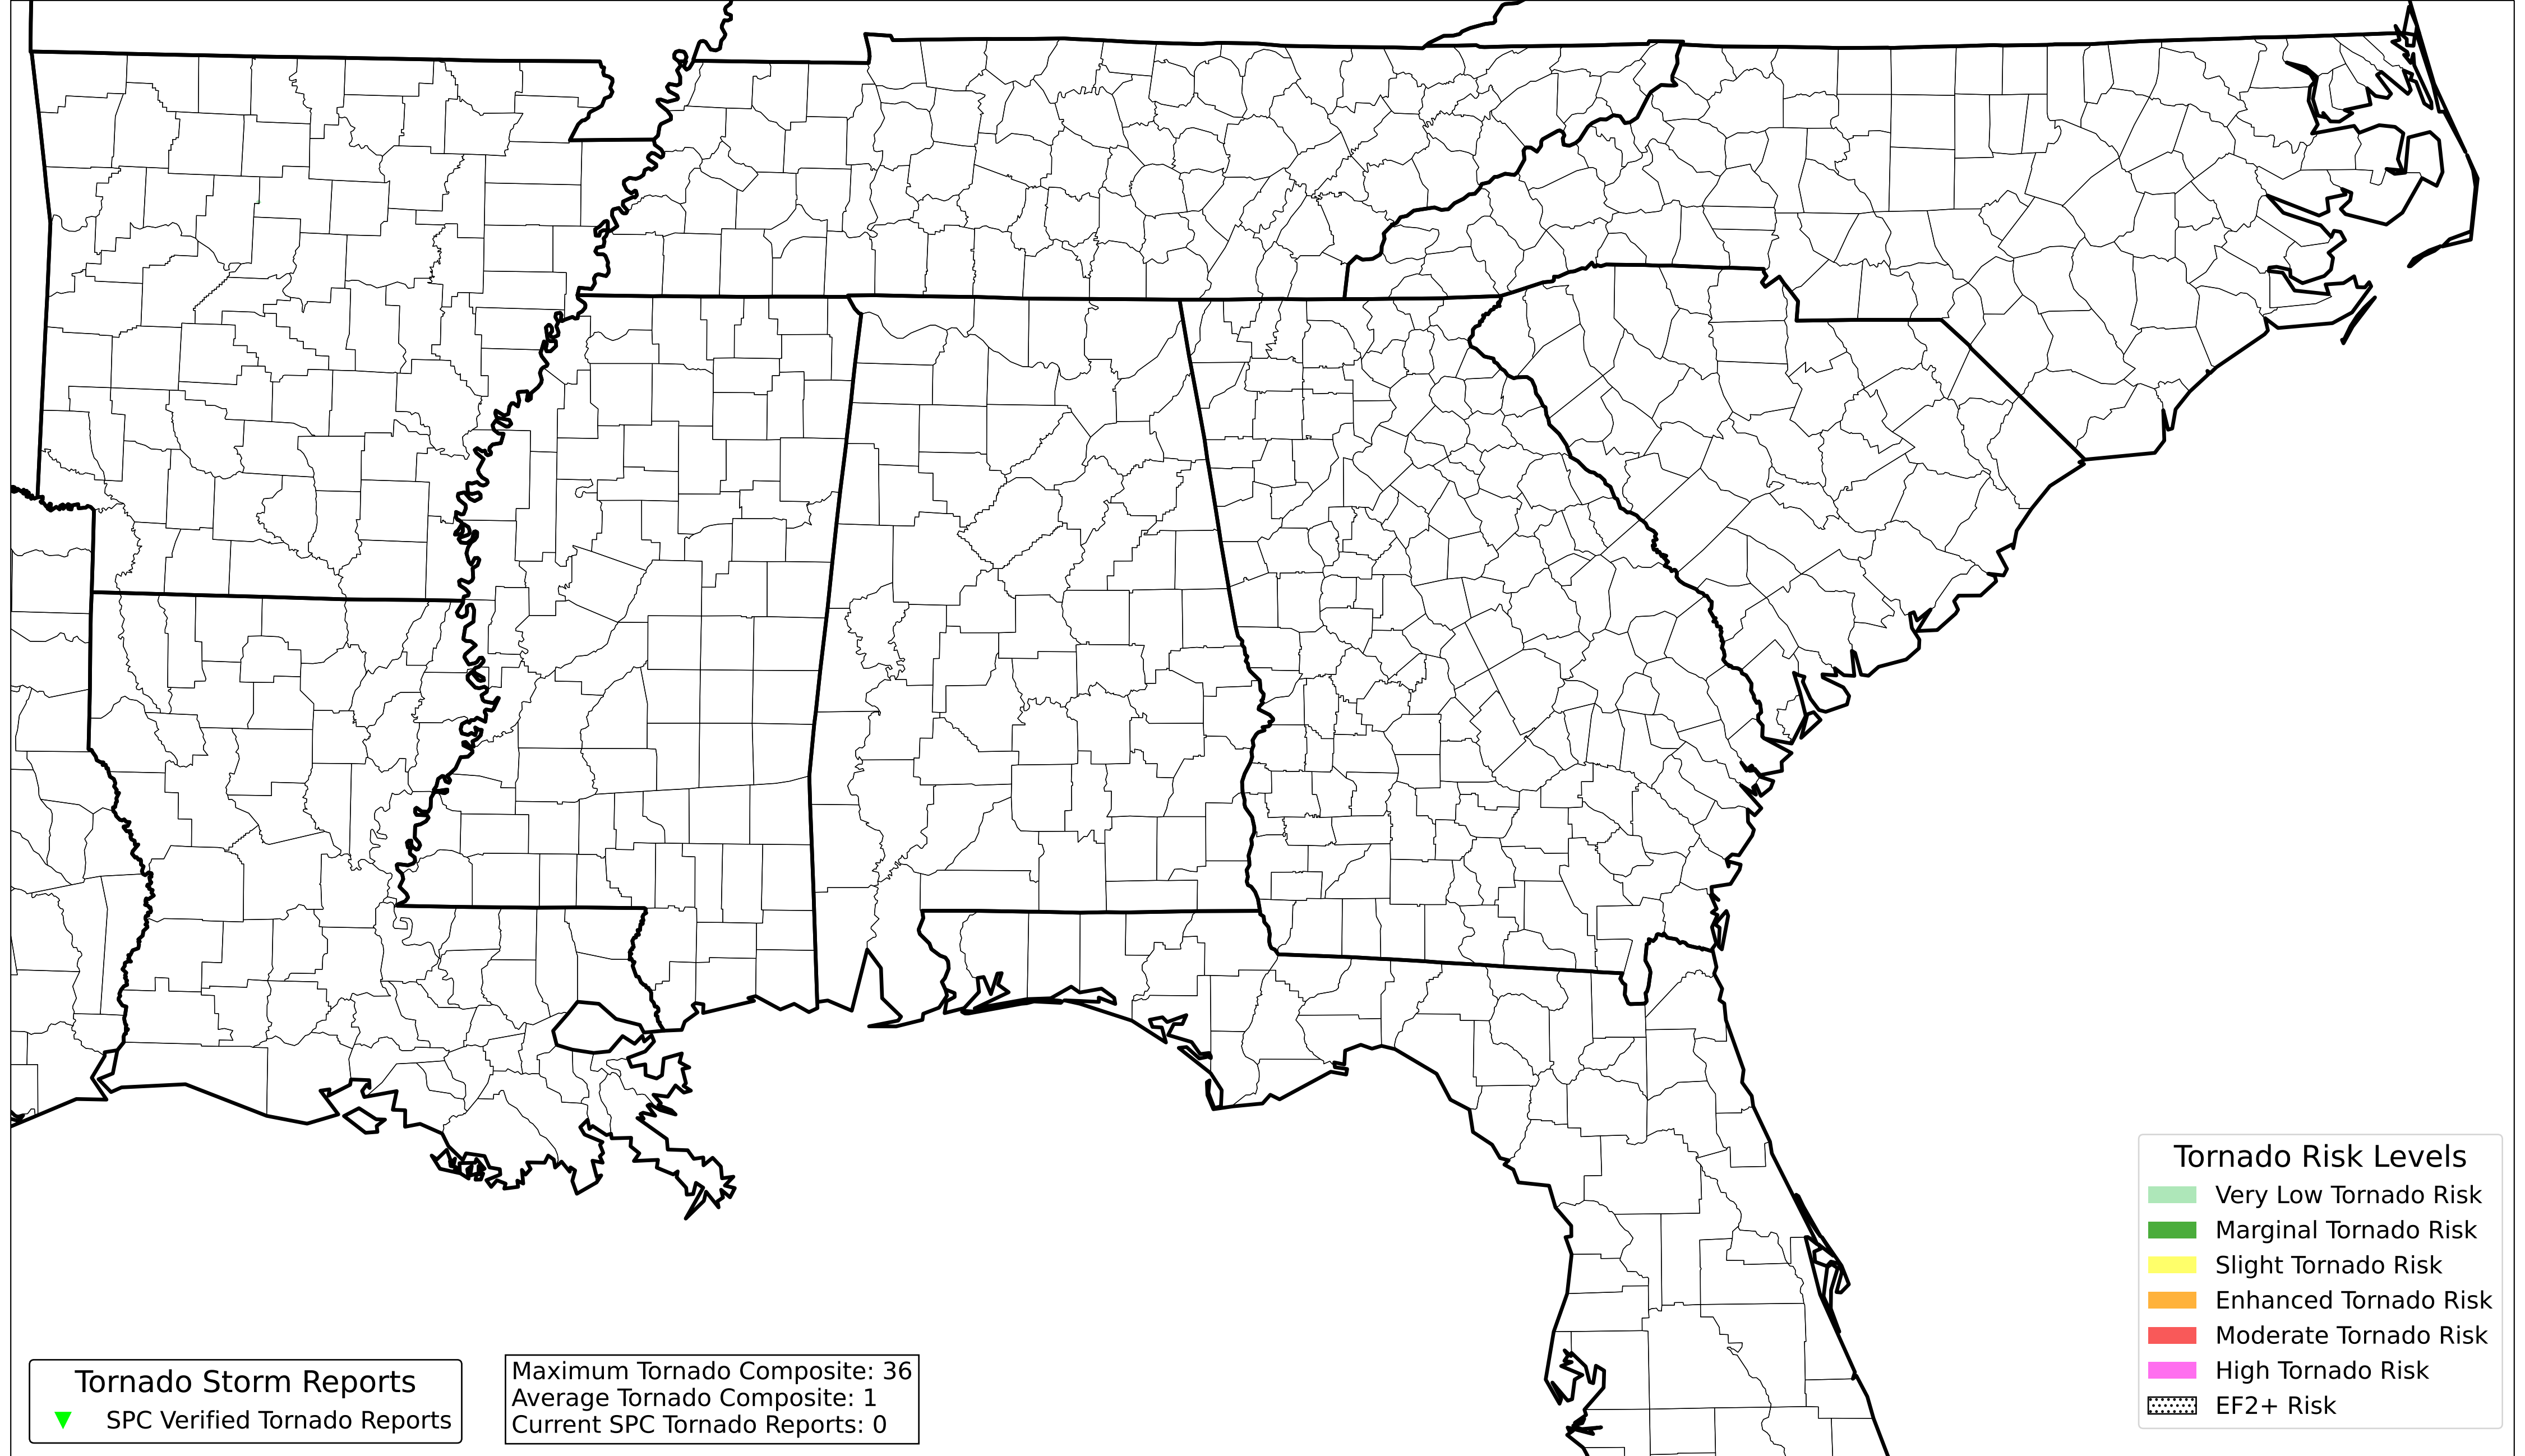 Tornado Risk Levels
Very Low Tornado Risk
Marginal Tornado Risk
Slight Tornado Risk
Enhanced Tornado Risk
Moderate Tornado Risk
High Tornado Risk
EF2+ Risk
Tornado Storm Reports
SPC Verified Tornado Reports
Maximum Tornado Composite: 36
Average Tornado Composite: 1
Current SPC Tornado Reports: 0